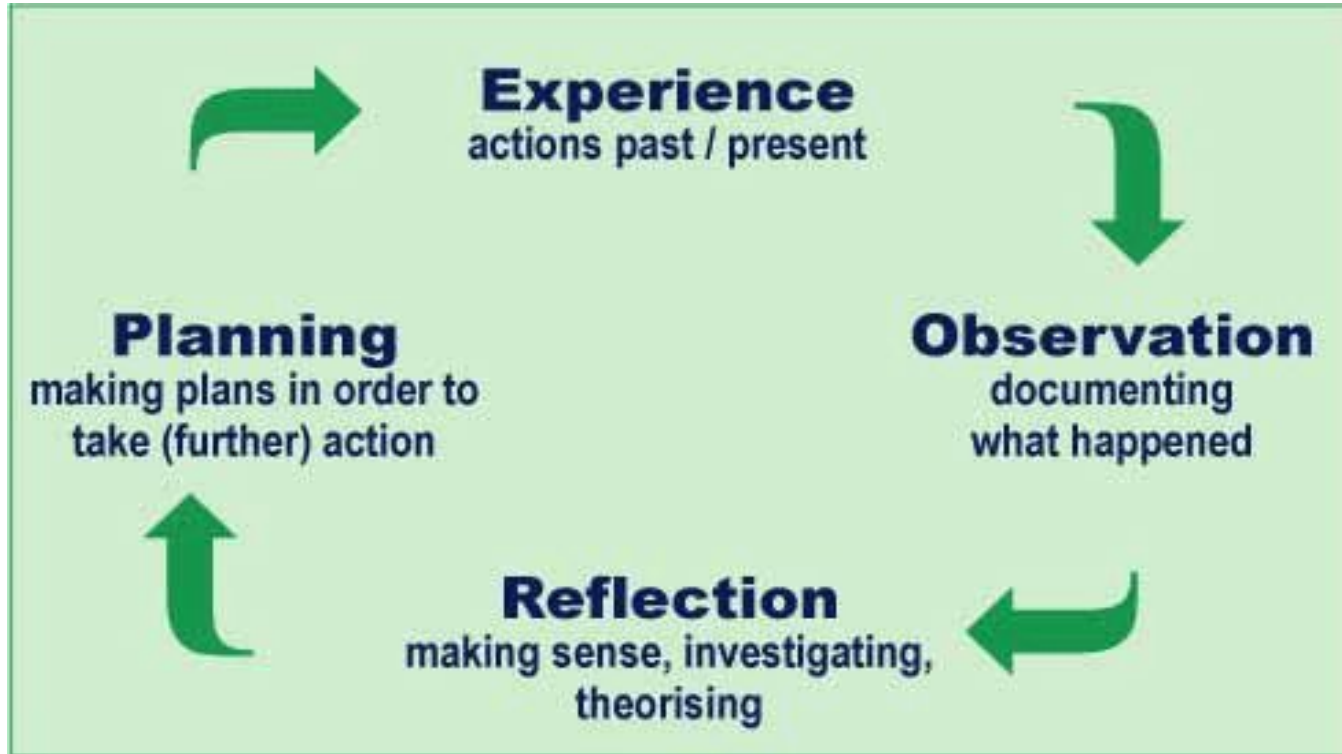 Experience
actions past / present
Observation
documenting
what happened
Reflection
making sense, investigating,
theorising
Planning
making plans in order to
take (further) action